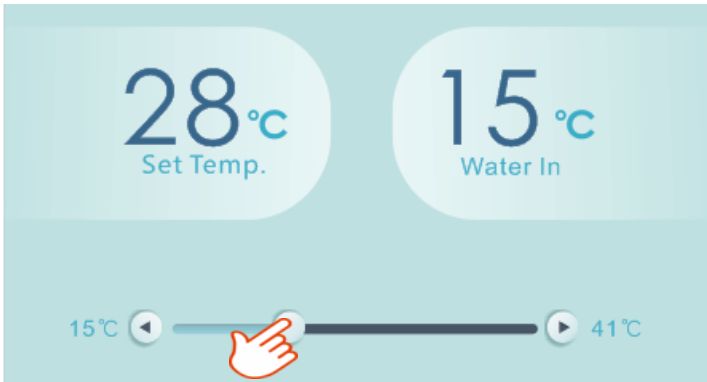 28℃
Set Temp.
15℃
Water In
15℃
41℃